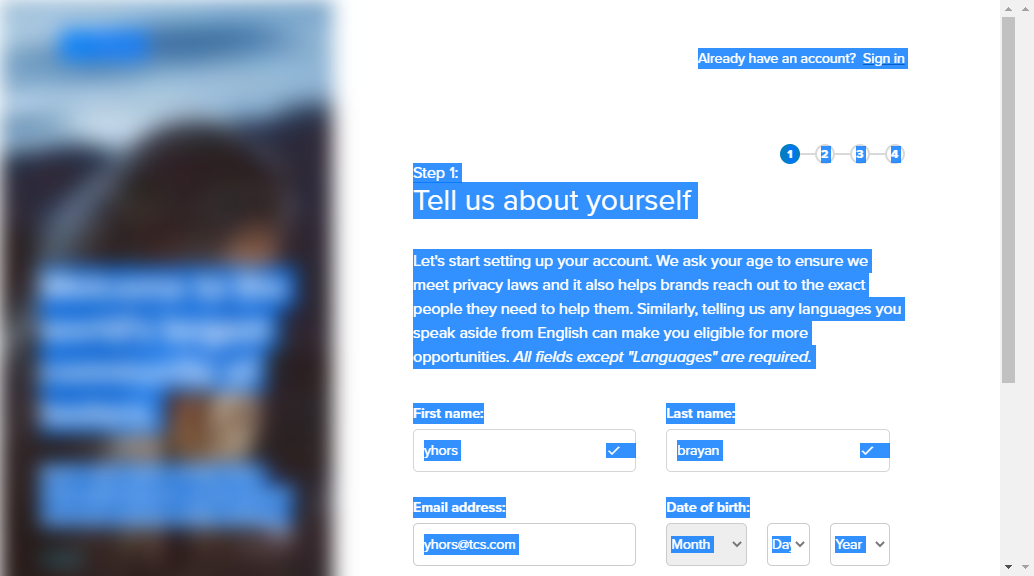 Already have an account? Sign in
1 2 3 4
Step 1:
Tell us about yourself
Let's start setting up your account. We ask your age to ensure we
meet privacy laws and it also helps brands reach out to the exact
people they need to help them. Similarly, telling us any languages you
speak aside from English can make you eligible for more
opportunities. All fields except "Languages" are required.
First name: Last name:
yhors brayan
Email address: Date of birth:
yhors@tcs.com Month Day Year